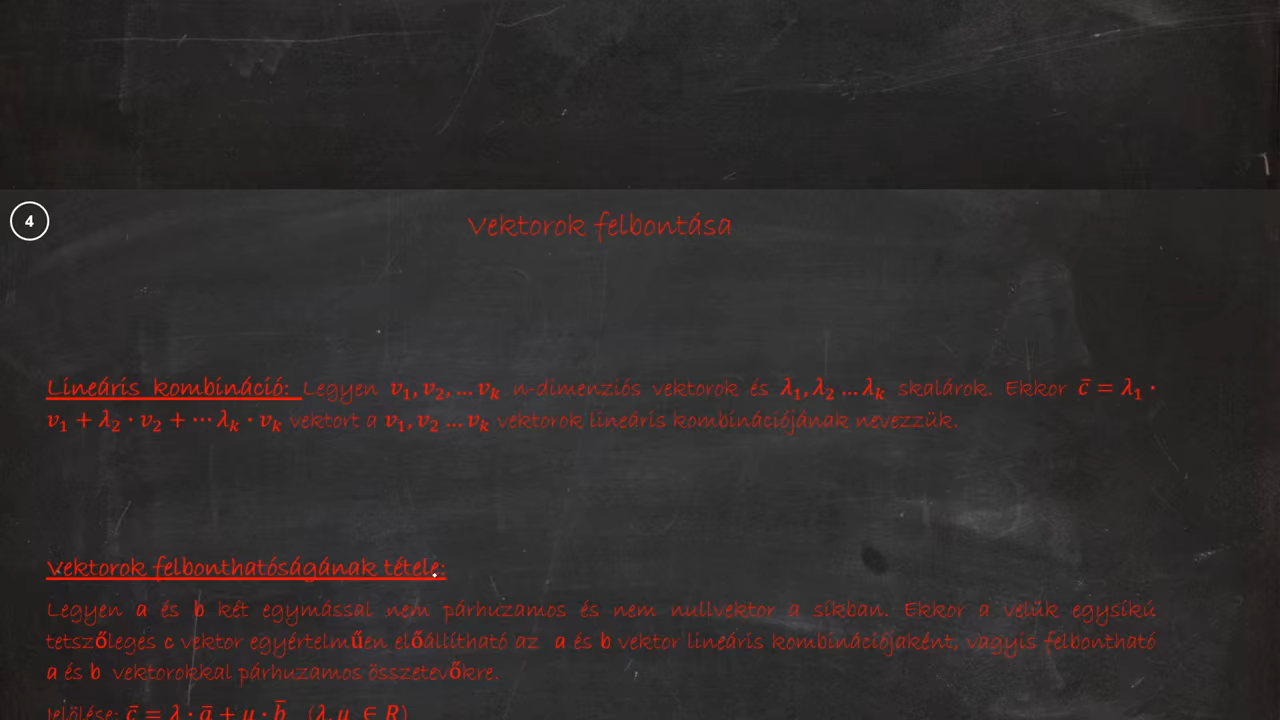 4
Vektorok felbontása
Lineáris kombináció: Legyen v₁, v₂, … vₖ n-dimenziós vektorok és λ₁, λ₂ … λₖ skalárok. Ekkor c̄ = λ₁ ·
v₁ + λ₂ · v₂ + ⋯ λₖ · vₖ vektort a v₁, v₂ … vₖ vektorok lineáris kombinációjának nevezzük.
Vektorok felbonthatóságának tétele:
Legyen a és b két egymással nem párhuzamos és nem nullvektor a síkban. Ekkor a velük egysíkú
tetszőleges c vektor egyértelműen előállítható az a és b vektor lineáris kombinációjaként, vagyis felbontható
a és b vektorokkal párhuzamos összetevőkre.
Jelölése: c̄ = λ · ā + μ · b̄ (λ, μ ∈ R)